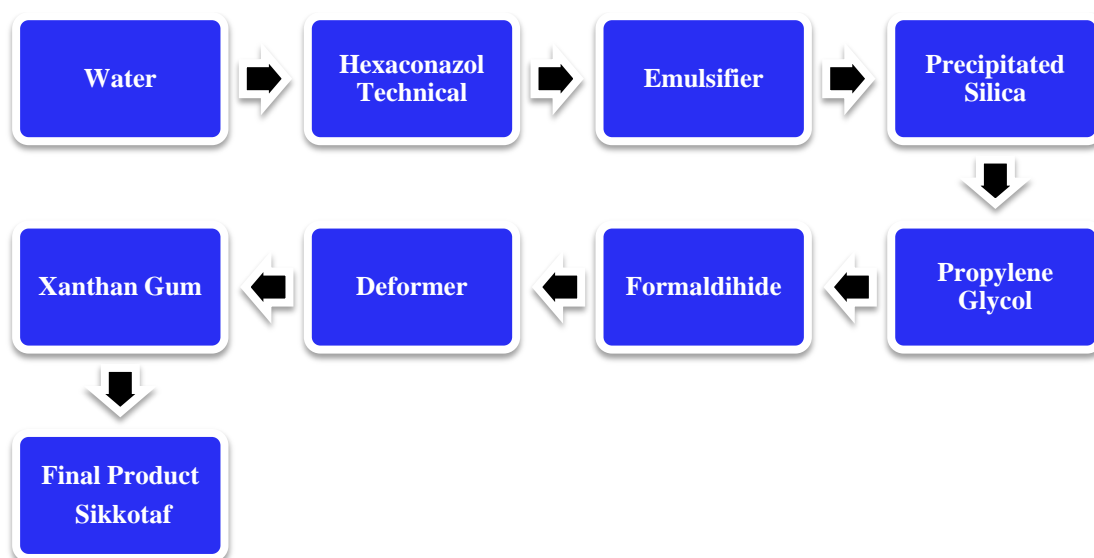 Water
Hexaconazol
Technical
Emulsifier
Precipitated
Silica
Propylene
Glycol
Formaldihide
Deformer
Xanthan Gum
Final Product
Sikkotaf